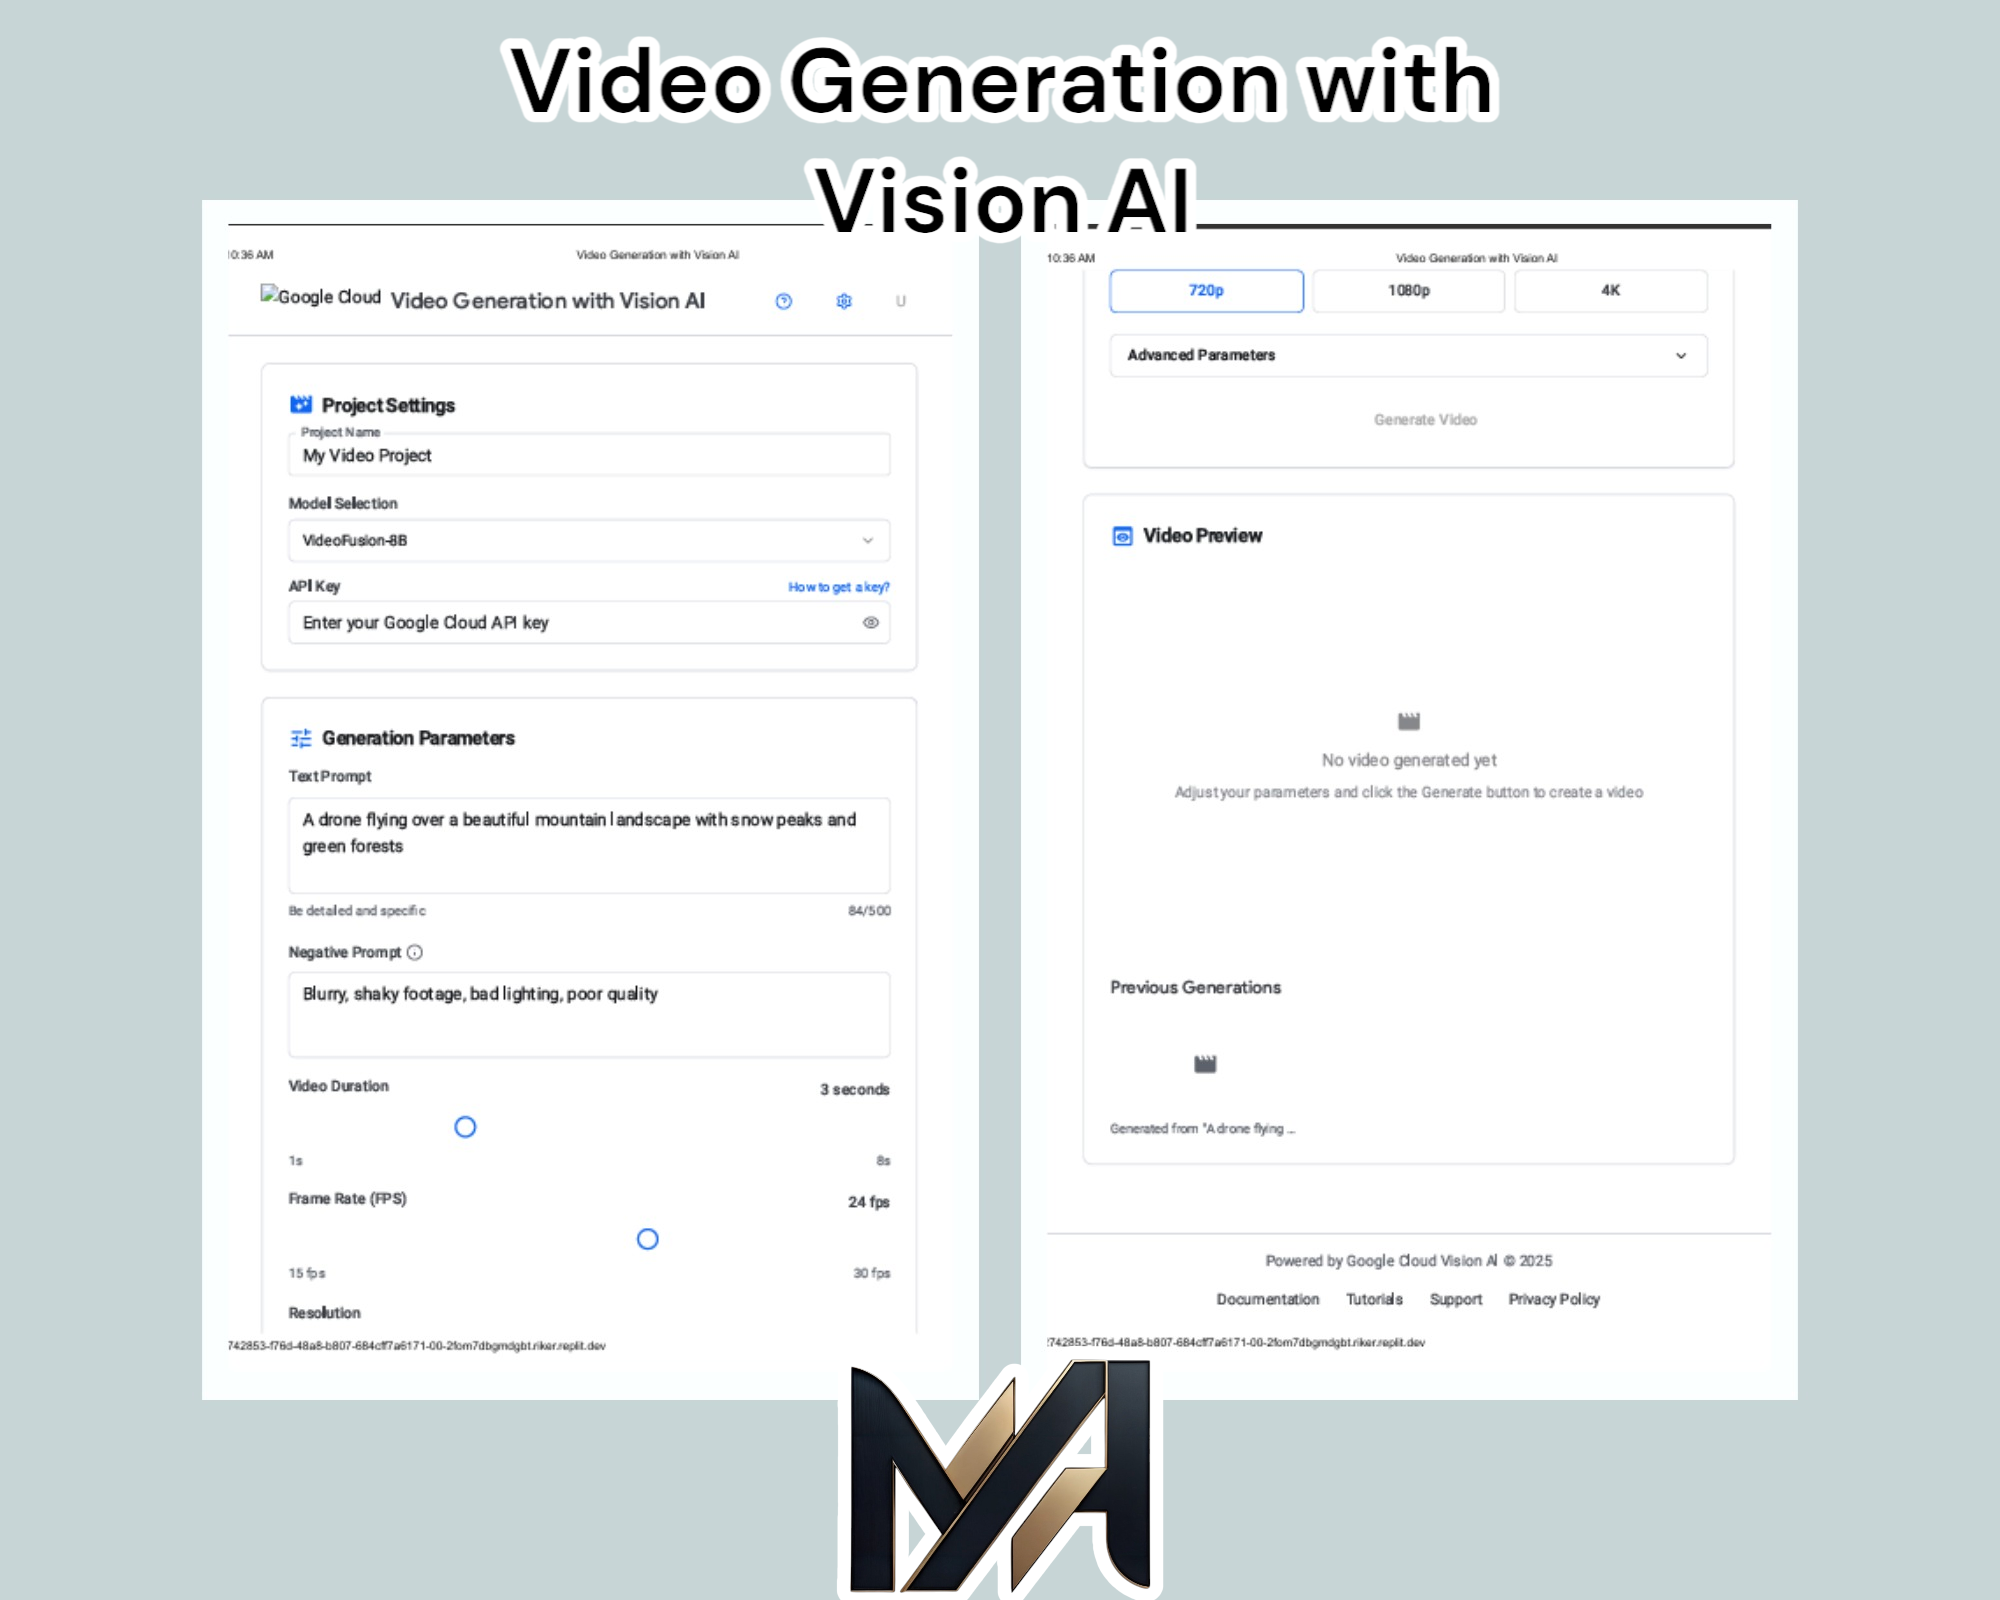 Video Generation with
Vision AI
10:36 AM
Video Generation with Vision AI
Google Cloud
Video Generation with Vision AI
U
Project Settings
Project Name
My Video Project
Model Selection
VideoFusion-8B
API Key
How to get a key?
Enter your Google Cloud API key
Generation Parameters
Text Prompt
A drone flying over a beautiful mountain landscape with snow peaks and
green forests
Be detailed and specific
84/500
Negative Prompt
Blurry, shaky footage, bad lighting, poor quality
Video Duration
3 seconds
1s
8s
Frame Rate (FPS)
24 fps
15 fps
30 fps
Resolution
742853-f76d-48a8-b807-684cff7a6171-00-2fom7dbgmdgbt.riker.replit.dev
10:36 AM
Video Generation with Vision AI
720p
1080p
4K
Advanced Parameters
Generate Video
Video Preview
No video generated yet
Adjust your parameters and click the Generate button to create a video
Previous Generations
Generated from "A drone flying ...
Powered by Google Cloud Vision AI © 2025
Documentation
Tutorials
Support
Privacy Policy
742853-f76d-48a8-b807-684cff7a6171-00-2fom7dbgmdgbt.riker.replit.dev
MA